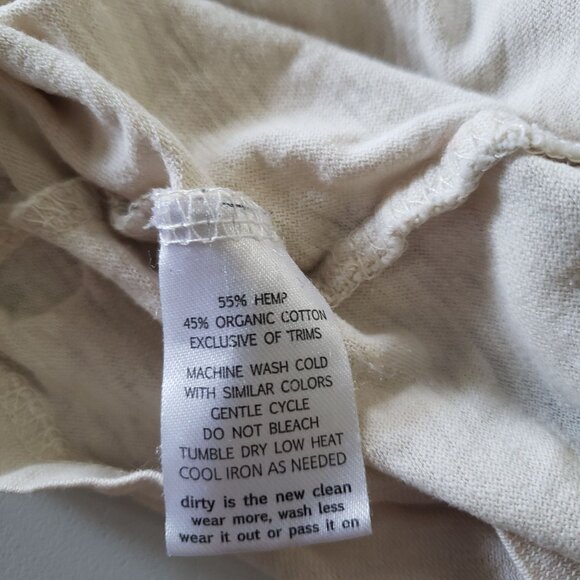 55% HEMP
45% ORGANIC COTTON
EXCLUSIVE OF TRIMS
MACHINE WASH COLD
WITH SIMILAR COLORS
GENTLE CYCLE
DO NOT BLEACH
TUMBLE DRY LOW HEAT
COOL IRON AS NEEDED
dirty is the new clean
wear more, wash less
wear it out or pass it on